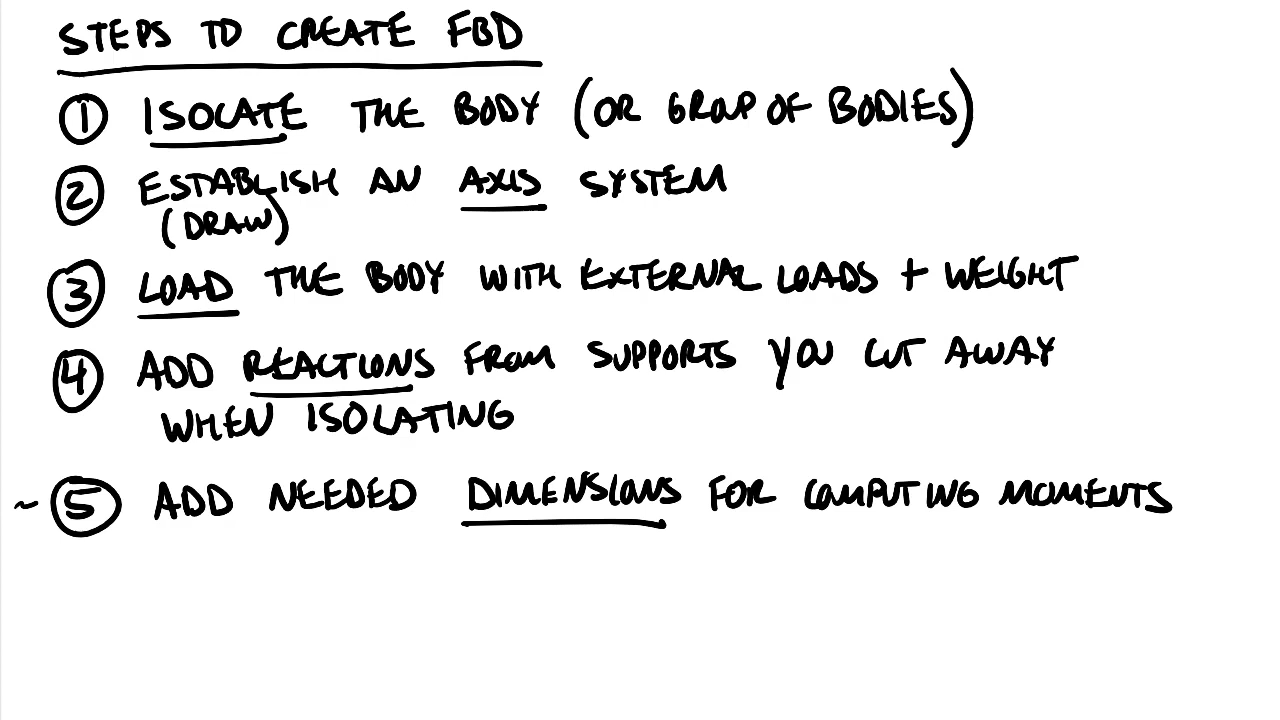 STEPS TO CREATE FBD
① ISOLATE THE BODY (OR GROUP OF BODIES)
② ESTABLISH AN AXIS SYSTEM
(DRAW)
③ LOAD THE BODY WITH EXTERNAL LOADS + WEIGHT
④ ADD REACTIONS FROM SUPPORTS YOU CUT AWAY
WHEN ISOLATING
~ ⑤ ADD NEEDED DIMENSIONS FOR COMPUTING MOMENTS